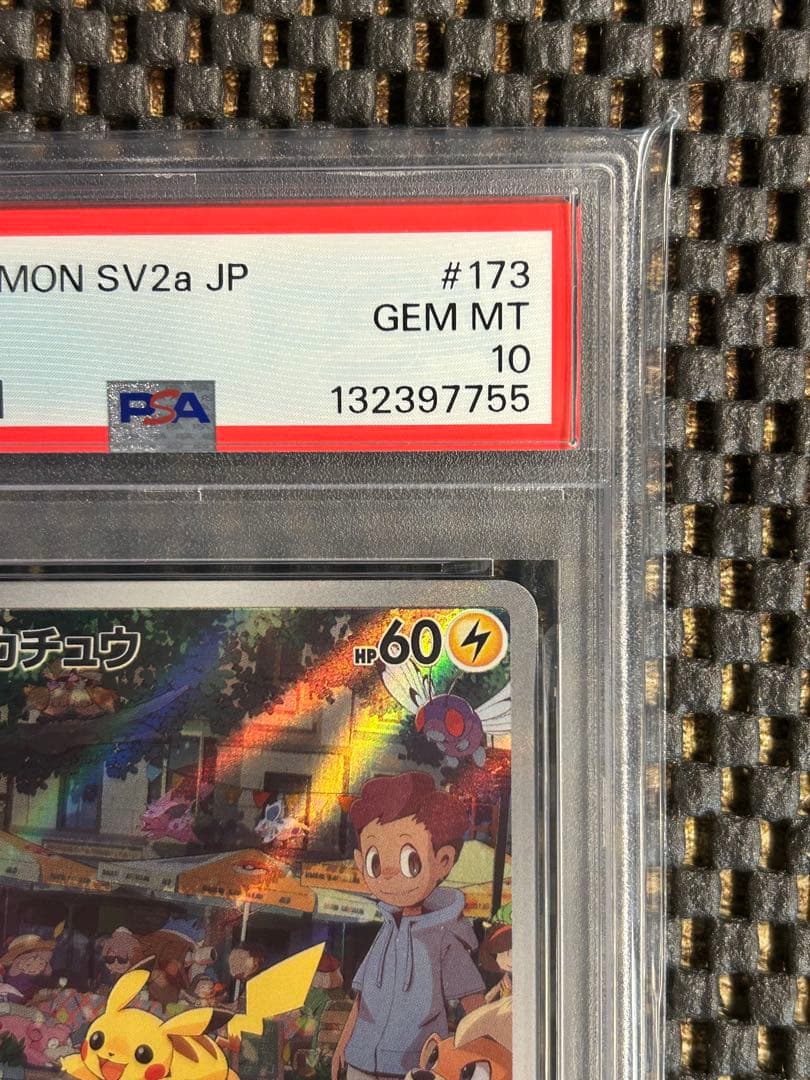 MON SV2a JP
#173
GEM MT
10
PSA
132397755
カチュウ
HP60